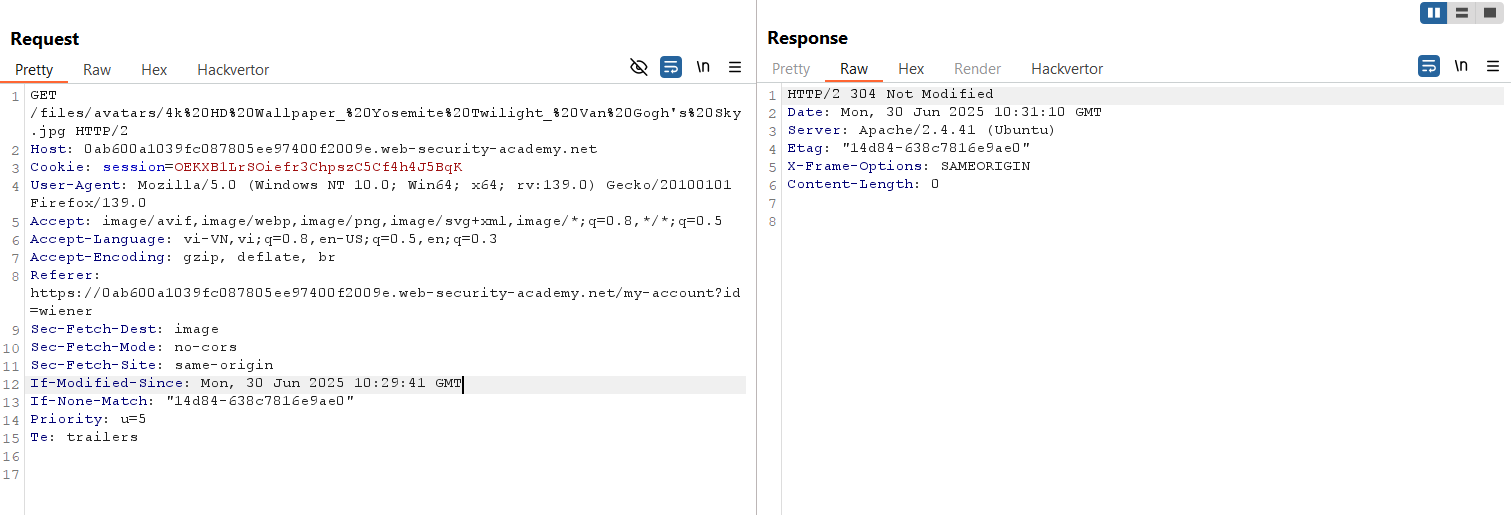 Request
Pretty Raw Hex Hackvertor \n
1 GET
/files/avatars/4k%20HD%20Wallpaper_%20Yosemite%20Twilight_%20Van%20Gogh's%20Sky
.jpg HTTP/2
2 Host: 0ab600a1039fc087805ee97400f2009e.web-security-academy.net
3 Cookie: session=OEKXB1LrSOiefr3ChpszC5Cf4h4J5BqK
4 User-Agent: Mozilla/5.0 (Windows NT 10.0; Win64; x64; rv:139.0) Gecko/20100101
Firefox/139.0
5 Accept: image/avif,image/webp,image/png,image/svg+xml,image/*;q=0.8,*/*;q=0.5
6 Accept-Language: vi-VN,vi;q=0.8,en-US;q=0.5,en;q=0.3
7 Accept-Encoding: gzip, deflate, br
8 Referer:
https://0ab600a1039fc087805ee97400f2009e.web-security-academy.net/my-account?id
=wiener
9 Sec-Fetch-Dest: image
10 Sec-Fetch-Mode: no-cors
11 Sec-Fetch-Site: same-origin
12 If-Modified-Since: Mon, 30 Jun 2025 10:29:41 GMT
13 If-None-Match: "14d84-638c7816e9ae0"
14 Priority: u=5
15 Te: trailers
16
17
Response
Pretty Raw Hex Render Hackvertor \n
1 HTTP/2 304 Not Modified
2 Date: Mon, 30 Jun 2025 10:31:10 GMT
3 Server: Apache/2.4.41 (Ubuntu)
4 Etag: "14d84-638c7816e9ae0"
5 X-Frame-Options: SAMEORIGIN
6 Content-Length: 0
7
8